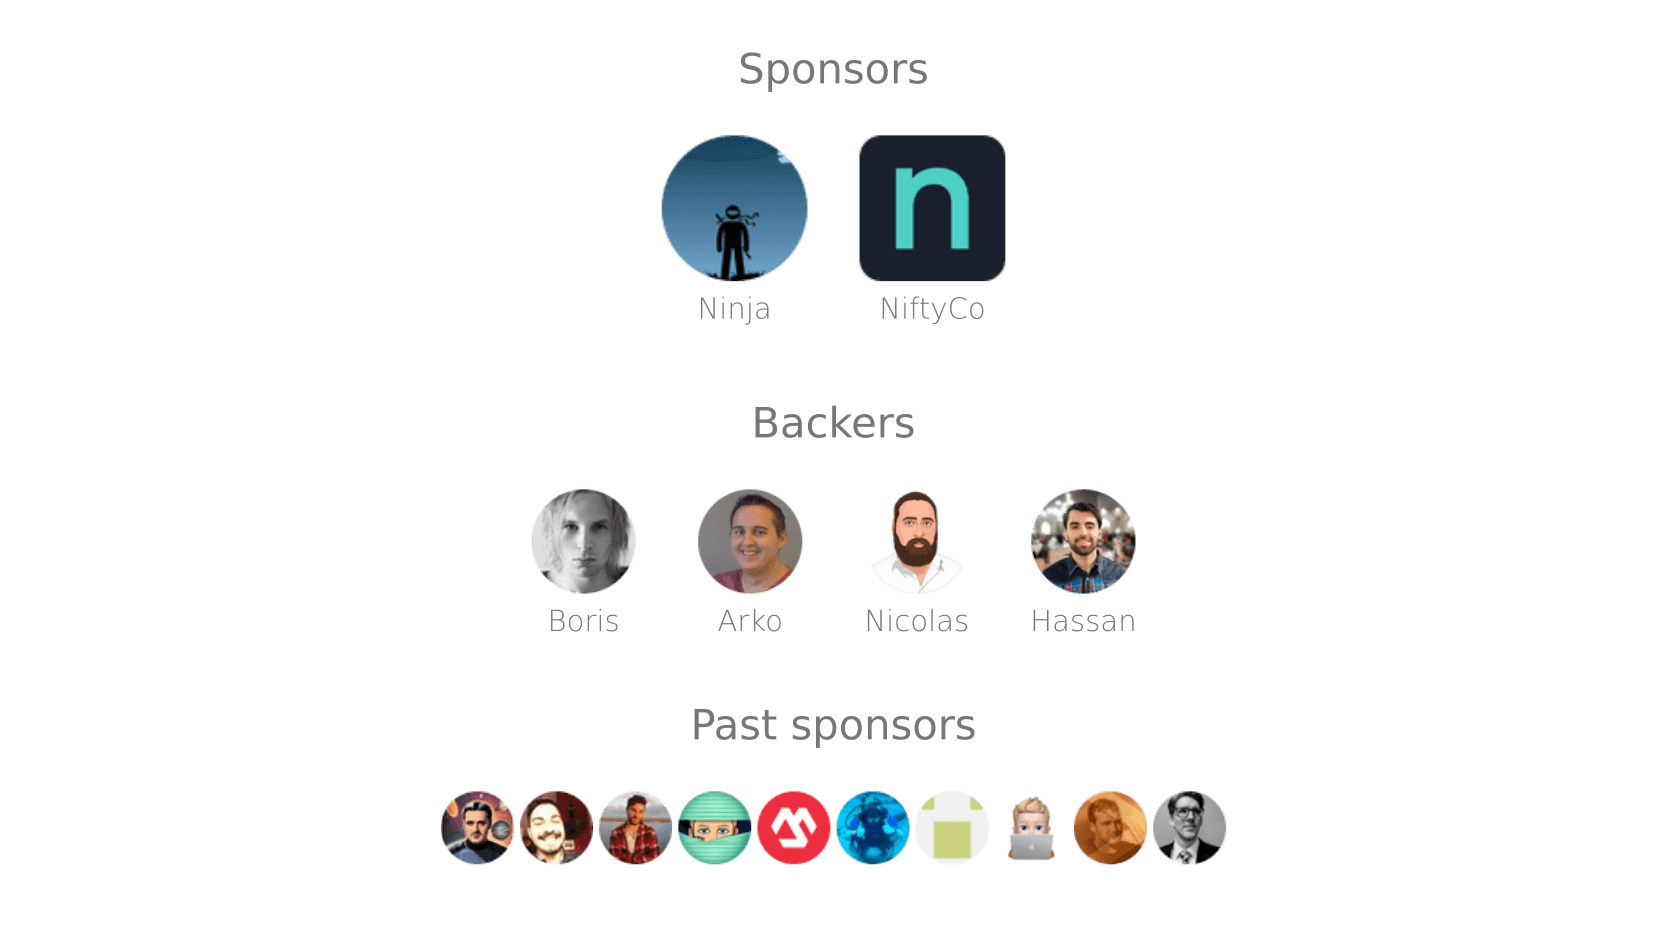 Sponsors
n
Ninja
NiftyCo
Backers
Boris
Arko
Nicolas
Hassan
Past sponsors